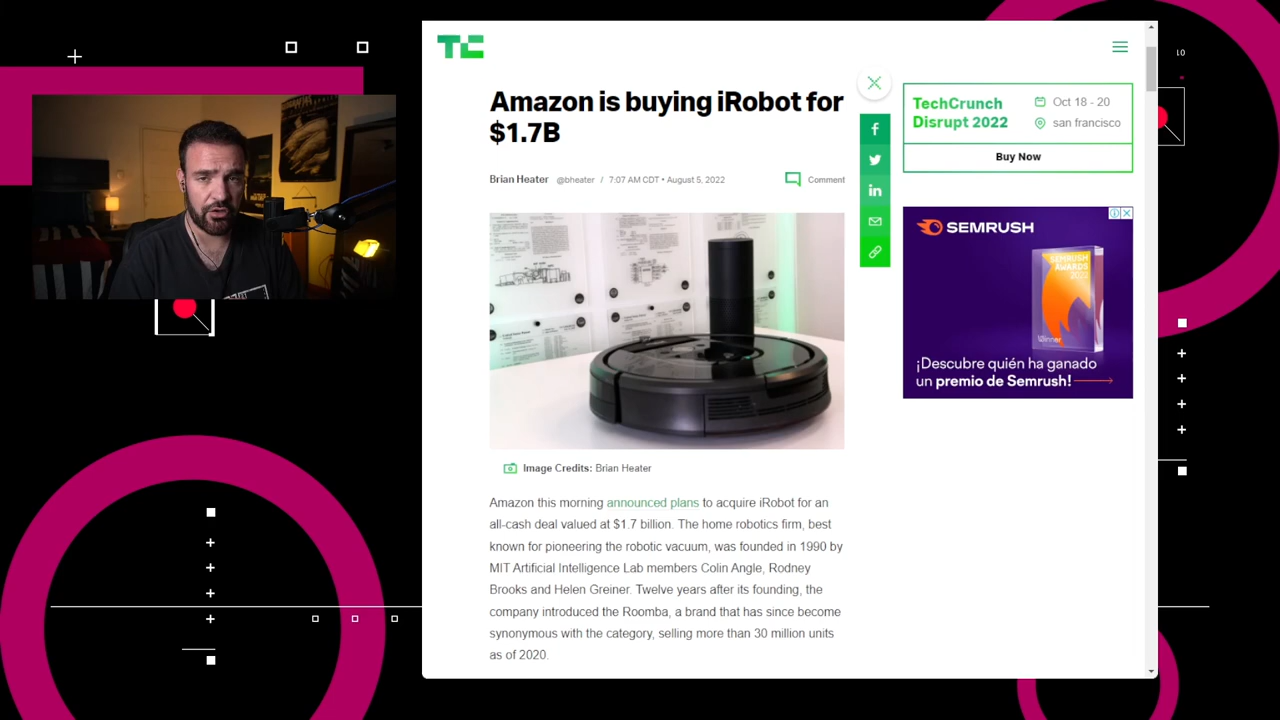 TC
Amazon is buying iRobot for
$1.7B
Brian Heater @bheater / 7:07 AM CDT • August 5, 2022
Comment
Image Credits: Brian Heater
Amazon this morning announced plans to acquire iRobot for an
all-cash deal valued at $1.7 billion. The home robotics firm, best
known for pioneering the robotic vacuum, was founded in 1990 by
MIT Artificial Intelligence Lab members Colin Angle, Rodney
Brooks and Helen Greiner. Twelve years after its founding, the
company introduced the Roomba, a brand that has since become
synonymous with the category, selling more than 30 million units
as of 2020.
TechCrunch
Disrupt 2022
Oct 18 - 20
san francisco
Buy Now
SEMRUSH
SEMRUSH
AWARDS
2022
Winner
¡Descubre quién ha ganado
un premio de Semrush!